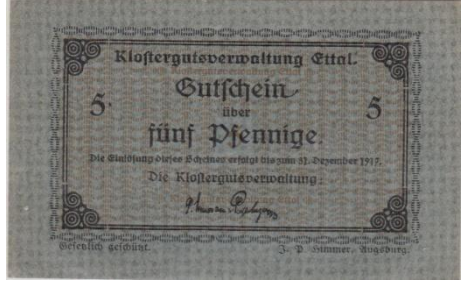 Klostergutsverwaltung Ettal.
Gutschein
5. über 5
fünf Pfennige.
Die Einlösung dieses Scheines erfolgt bis zum 31. Dezember 1917.
Die Klostergutsverwaltung:
Gesetzlich geschützt. J. P. Himmer, Augsburg.